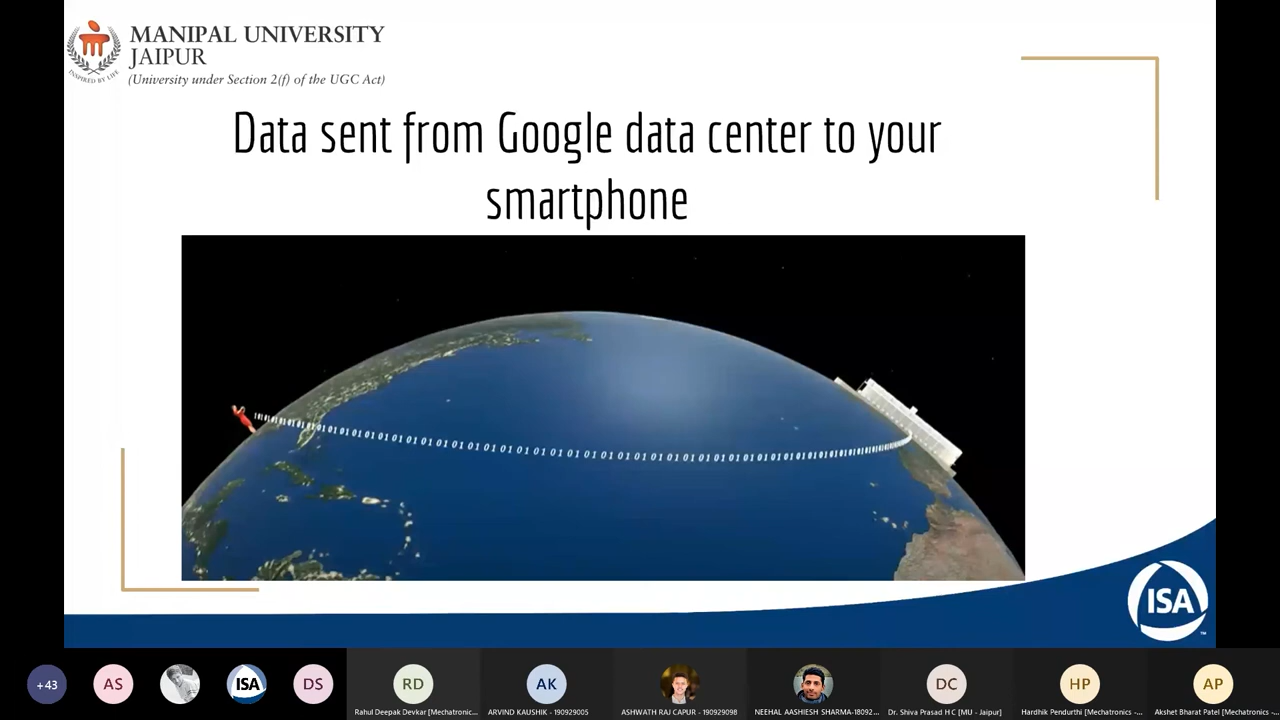 MANIPAL UNIVERSITY
JAIPUR
(University under Section 2(f) of the UGC Act)
INSPIRED BY LIFE
Data sent from Google data center to your
smartphone
ISA
+43
AS
ISA
DS
RD
AK
DC
HP
AP
Rahul Deepak Devkar [Mechatronic...
ARVIND KAUSHIK - 190929005
ASHWATH RAJ CAPUR - 190929098
NEEHAL AASHIESH SHARMA-18092...
Dr. Shiva Prasad H C [MU - Jaipur]
Hardhik Pendurthi [Mechatronics -...
Akshet Bharat Patel [Mechatronics -...